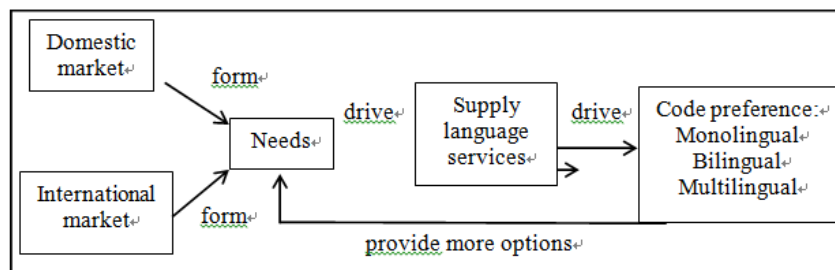 Domestic
market
form
International
market
form
Needs
drive
Supply
language
services
drive
Code preference:
Monolingual
Bilingual
Multilingual
provide more options